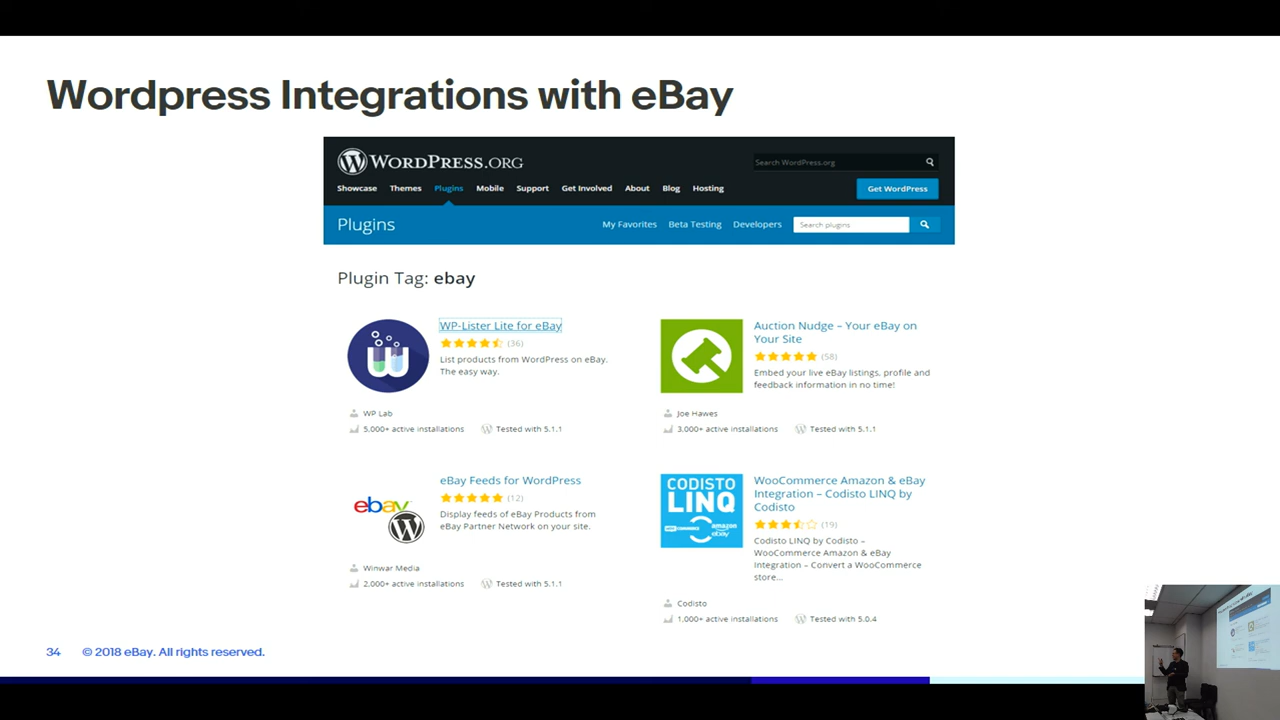 Wordpress Integrations with eBay
WORDPRESS.ORG
Search WordPress.org
Showcase Themes Plugins Mobile Support Get Involved About Blog Hosting
Get WordPress
Plugins
My Favorites Beta Testing Developers
Search plugins
Plugin Tag: ebay
WP-Lister Lite for eBay
(36)
List products from WordPress on eBay.
The easy way.
WP Lab
5,000+ active installations
Tested with 5.1.1
Auction Nudge – Your eBay on
Your Site
(58)
Embed your live eBay listings, profile and
feedback information in no time!
Joe Hawes
3,000+ active installations
Tested with 5.1.1
ebay
eBay Feeds for WordPress
(12)
Display feeds of eBay Products from
eBay Partner Network on your site.
Winwar Media
2,000+ active installations
Tested with 5.1.1
CODISTO
LINQ
amazon
ebay
WooCommerce Amazon & eBay
Integration – Codisto LINQ by
Codisto
(19)
Codisto LINQ by Codisto –
WooCommerce Amazon & eBay
Integration – Convert a WooCommerce
store...
Codisto
1,000+ active installations
Tested with 5.0.4
34 © 2018 eBay. All rights reserved.